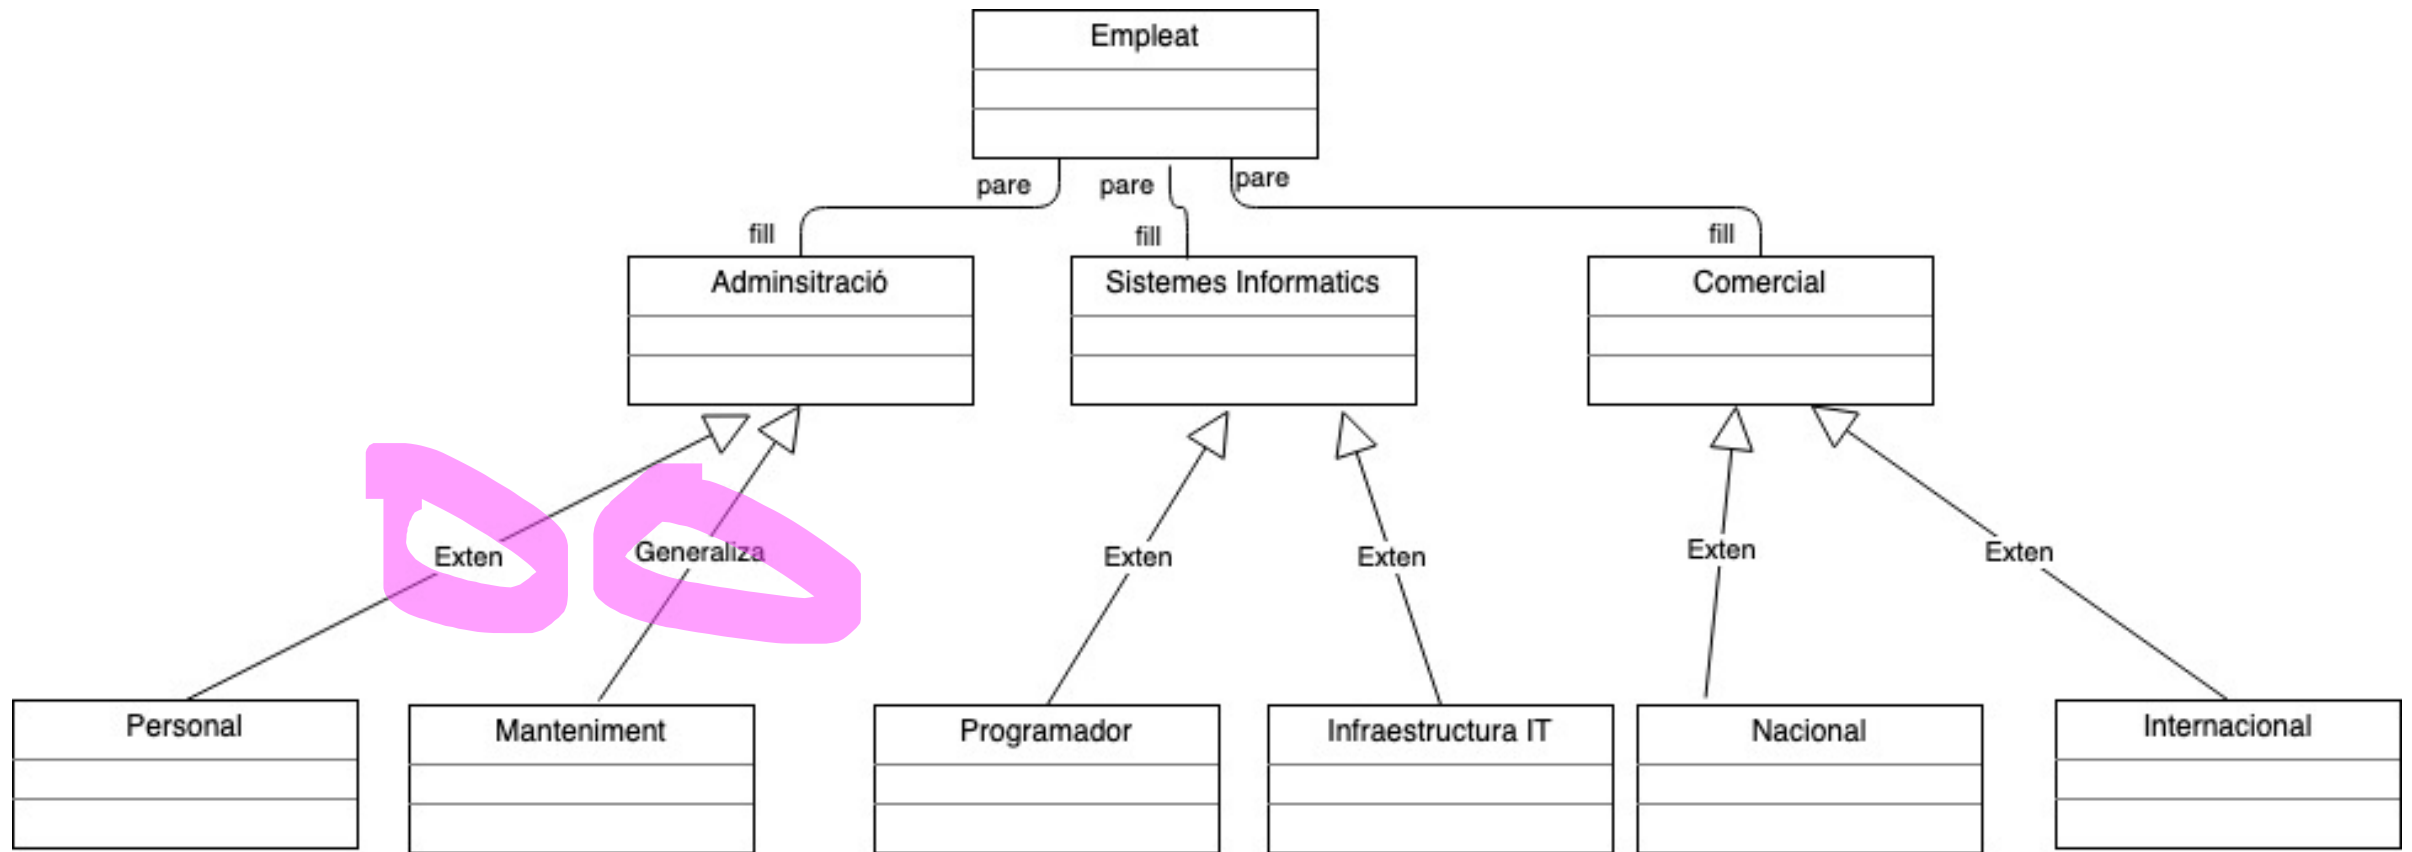 Empleat
pare
pare
pare
fill
fill
fill
Adminsitració
Sistemes Informatics
Comercial
Exten
Generaliza
Exten
Exten
Exten
Exten
Personal
Manteniment
Programador
Infraestructura IT
Nacional
Internacional